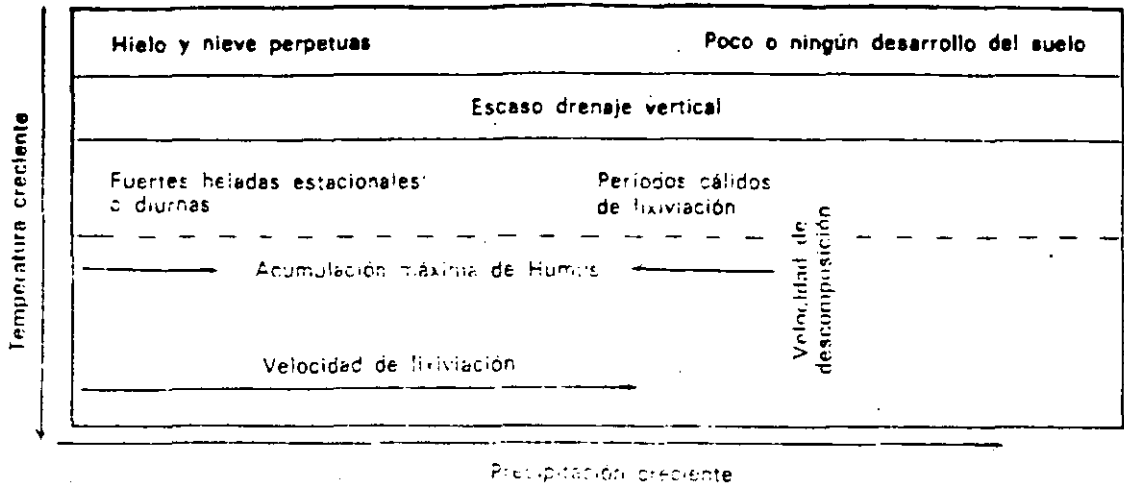 Hielo y nieve perpetuas
Poco o ningún desarrollo del suelo
Escaso drenaje vertical
Fuertes heladas estacionales
o diurnas
Períodos cálidos
de lixiviación
Acumulación máxima de Humus
Velocidad de lixiviación
Velocidad de
descomposición
Temperatura creciente
Precipitación creciente